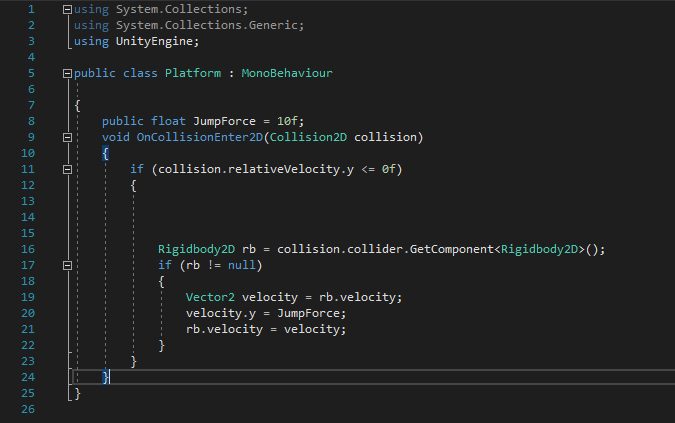 1 using System.Collections;
2 using System.Collections.Generic;
3 using UnityEngine;
4
5 public class Platform : MonoBehaviour
6
7 {
8 public float JumpForce = 10f;
9 void OnCollisionEnter2D(Collision2D collision)
10 {
11 if (collision.relativeVelocity.y <= 0f)
12 {
13
14
15
16 Rigidbody2D rb = collision.collider.GetComponent<Rigidbody2D>();
17 if (rb != null)
18 {
19 Vector2 velocity = rb.velocity;
20 velocity.y = JumpForce;
21 rb.velocity = velocity;
22 }
23 }
24 }
25 }
26